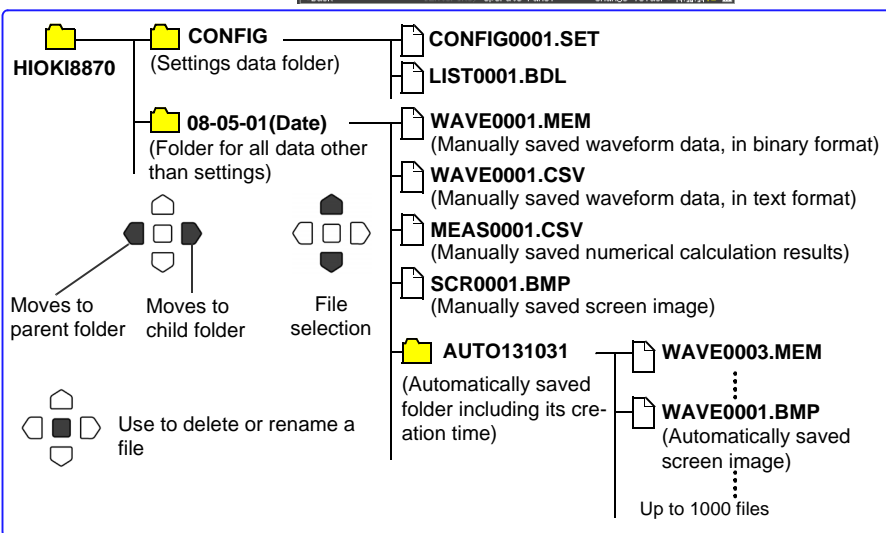 HIOKI8870
CONFIG
(Settings data folder)
CONFIG0001.SET
LIST0001.BDL
08-05-01(Date)
(Folder for all data other
than settings)
WAVE0001.MEM
(Manually saved waveform data, in binary format)
WAVE0001.CSV
(Manually saved waveform data, in text format)
MEAS0001.CSV
(Manually saved numerical calculation results)
SCR0001.BMP
(Manually saved screen image)
Moves to
parent folder
Moves to
child folder
File
selection
AUTO131031
(Automatically saved
folder including its cre-
ation time)
WAVE0003.MEM
WAVE0001.BMP
(Automatically saved
screen image)
Up to 1000 files
Use to delete or rename a
file